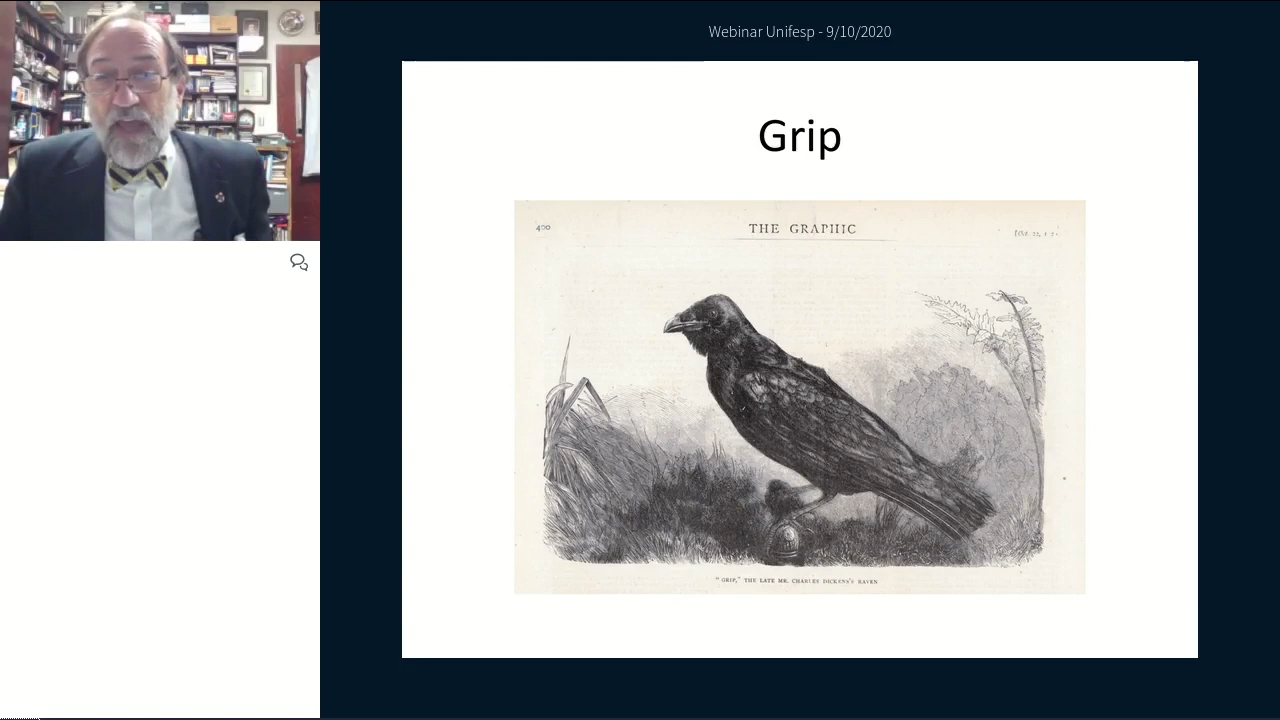 Webinar Unifesp - 9/10/2020
Grip
400
THE GRAPHIC
"GRIP," THE LATE MR. CHARLES DICKENS'S RAVEN